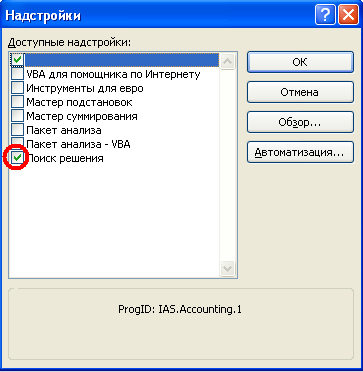 Надстройки
Доступные надстройки:
VBA для помощника по Интернету
Инструменты для евро
Мастер подстановок
Мастер суммирования
Пакет анализа
Пакет анализа - VBA
Поиск решения
ОК
Отмена
Обзор...
Автоматизация...
ProgID: IAS.Accounting.1